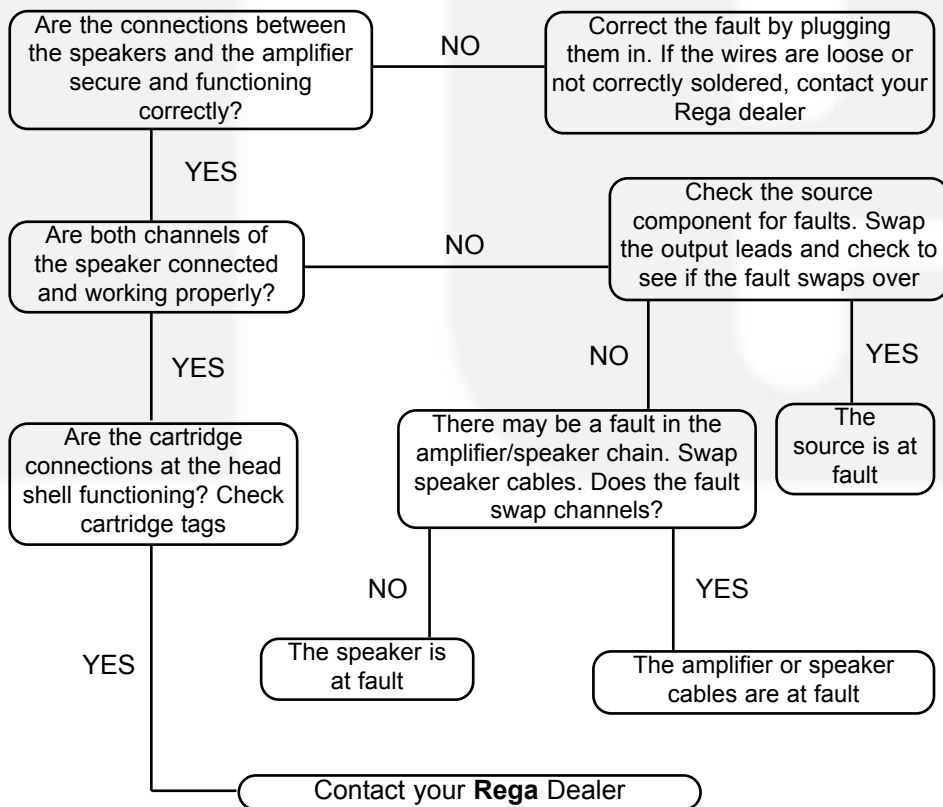 Are the connections between
the speakers and the amplifier
secure and functioning
correctly?
NO
Correct the fault by plugging
them in. If the wires are loose or
not correctly soldered, contact your
Rega dealer
YES
Are both channels of
the speaker connected
and working properly?
NO
Check the source
component for faults. Swap
the output leads and check to
see if the fault swaps over
YES
Are the cartridge
connections at the head
shell functioning? Check
cartridge tags
NO
There may be a fault in the
amplifier/speaker chain. Swap
speaker cables. Does the fault
swap channels?
YES
The
source is at
fault
NO
The speaker is
at fault
YES
The amplifier or speaker
cables are at fault
YES
Contact your Rega Dealer